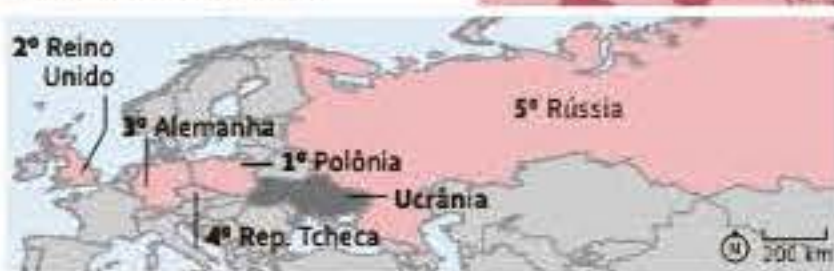 2º Reino
Unido
3º Alemanha
5º Rússia
1º Polônia
Ucrânia
4º Rep. Tcheca
N
200 km